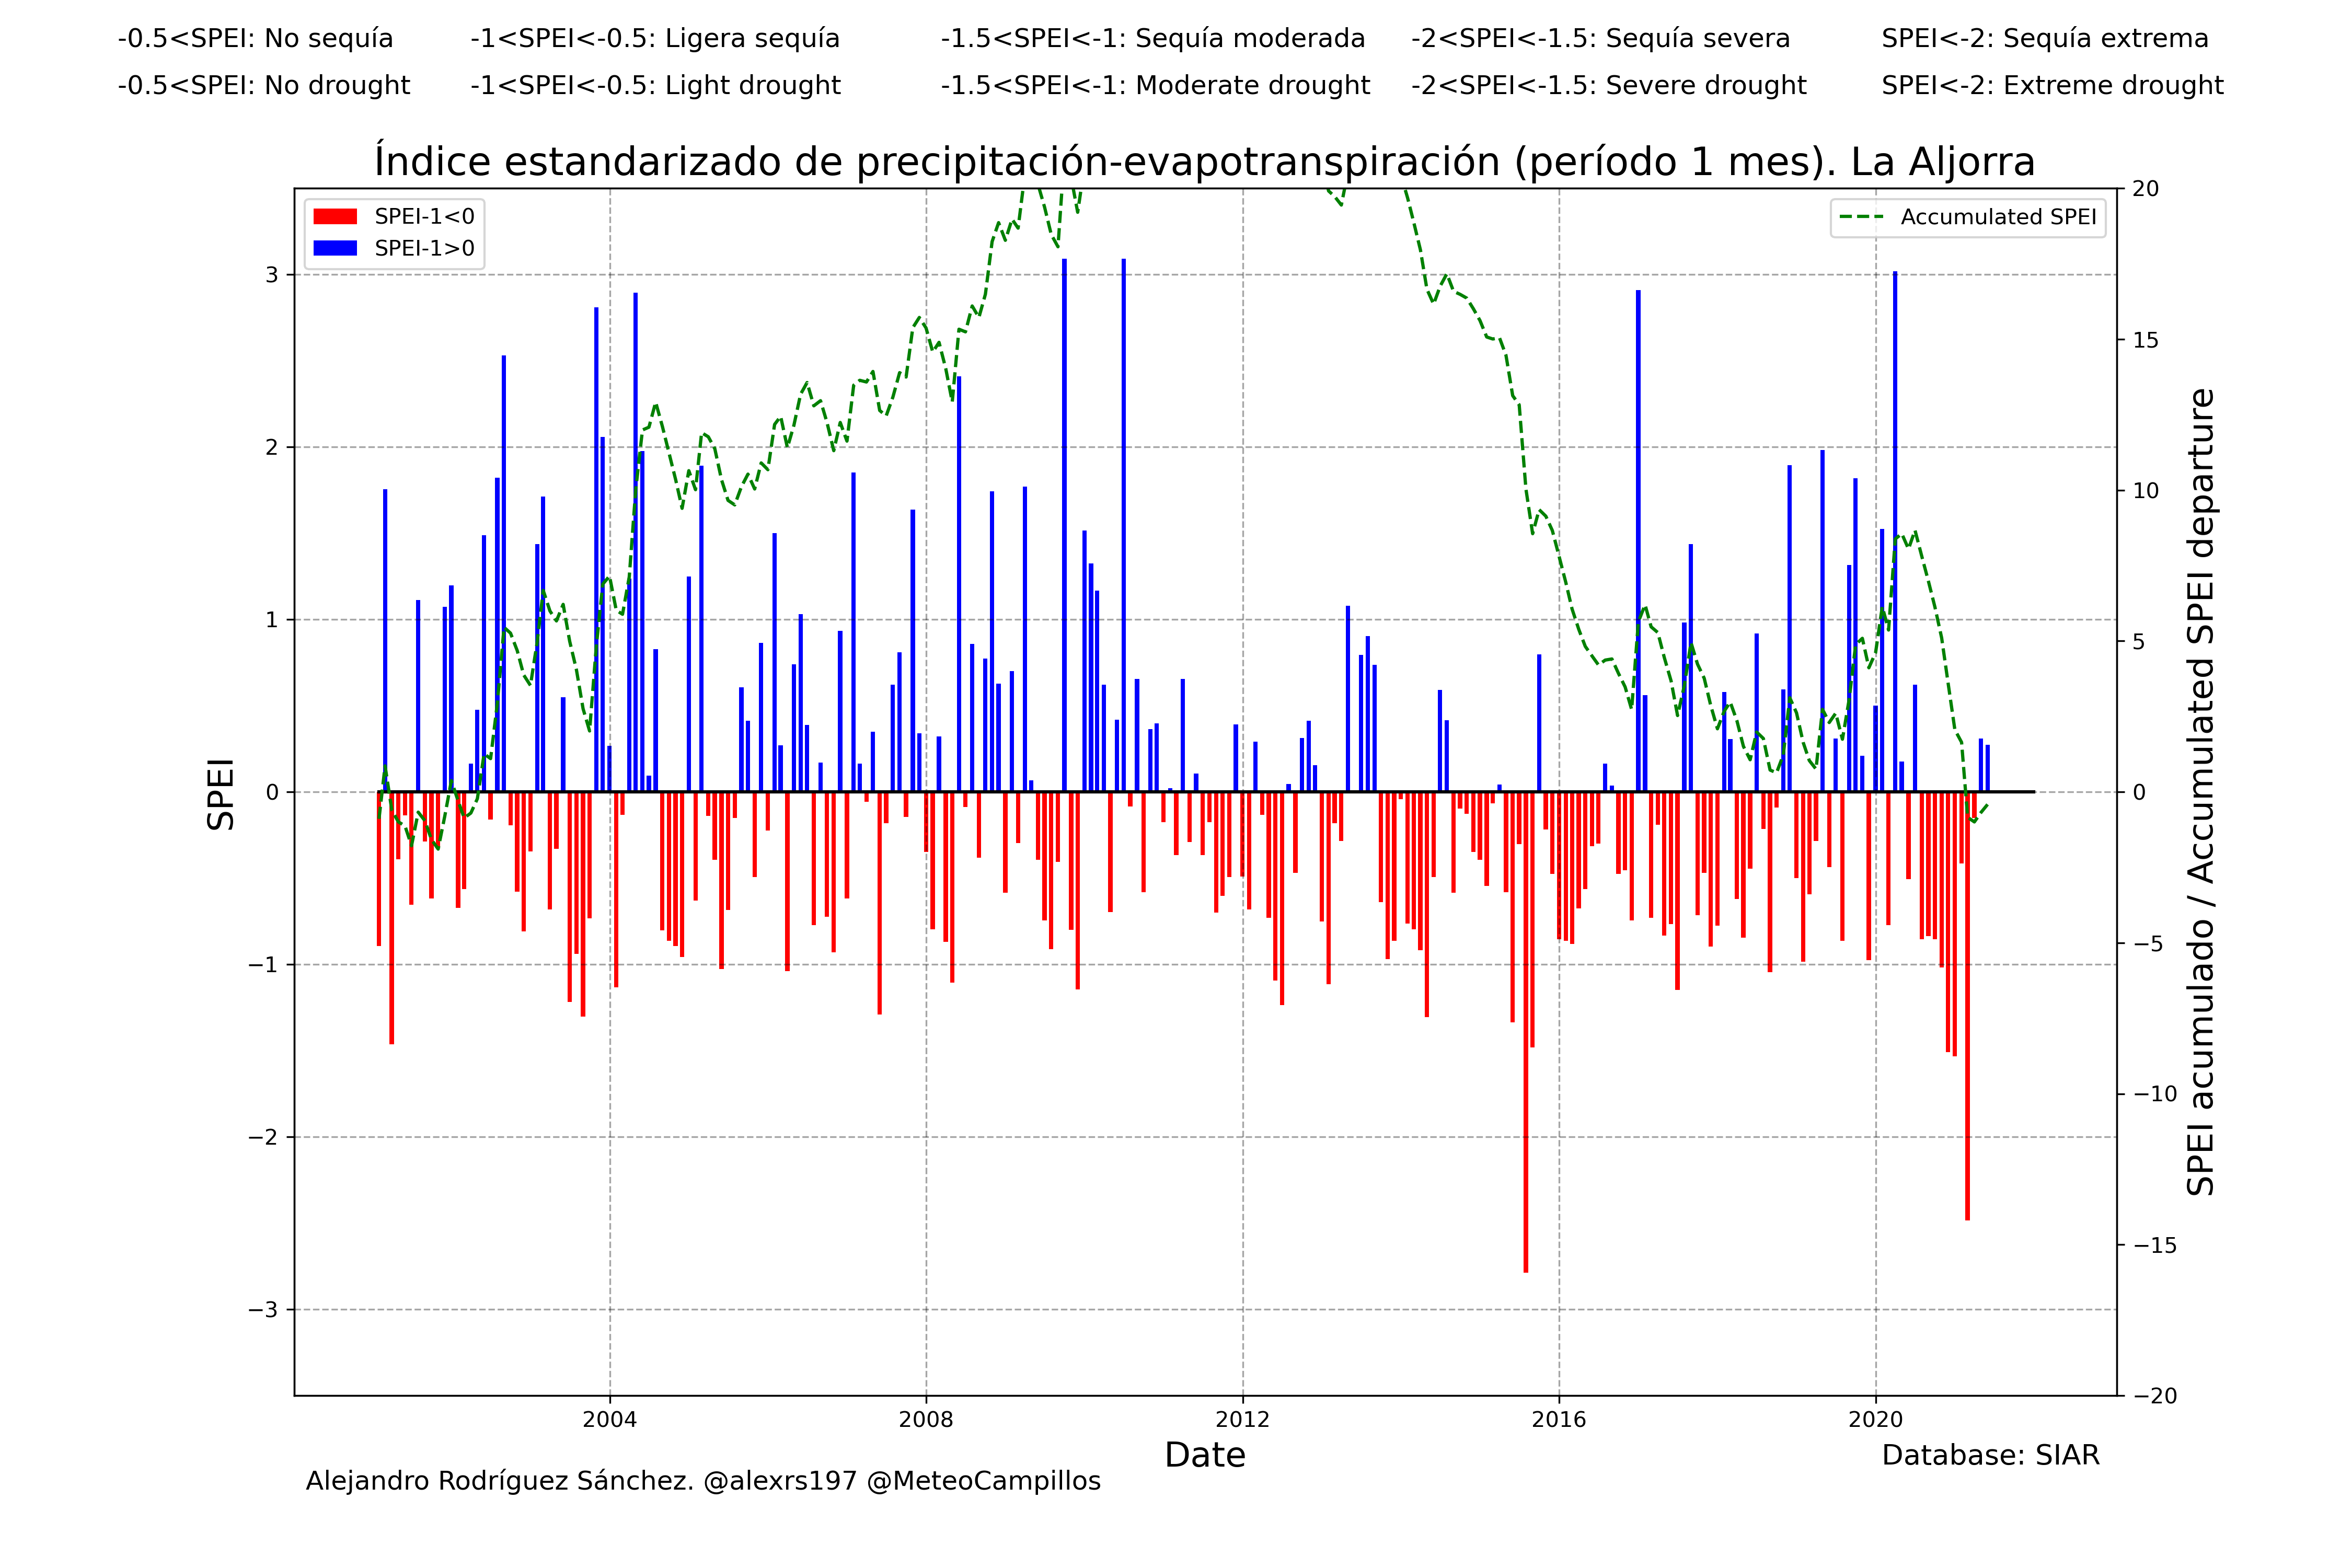 -0.5<SPEI: No sequía -1<SPEI<-0.5: Ligera sequía -1.5<SPEI<-1: Sequía moderada -2<SPEI<-1.5: Sequía severa SPEI<-2: Sequía extrema
-0.5<SPEI: No drought -1<SPEI<-0.5: Light drought -1.5<SPEI<-1: Moderate drought -2<SPEI<-1.5: Severe drought SPEI<-2: Extreme drought
Índice estandarizado de precipitación-evapotranspiración (período 1 mes). La Aljorra
SPEI-1<0
SPEI-1>0
Accumulated SPEI
SPEI
3
2
1
0
−1
−2
−3
20
15
10
5
0
−5
−10
−15
−20
SPEI acumulado / Accumulated SPEI departure
2004 2008 2012 2016 2020
Date
Database: SIAR
Alejandro Rodríguez Sánchez. @alexrs197 @MeteoCampillos